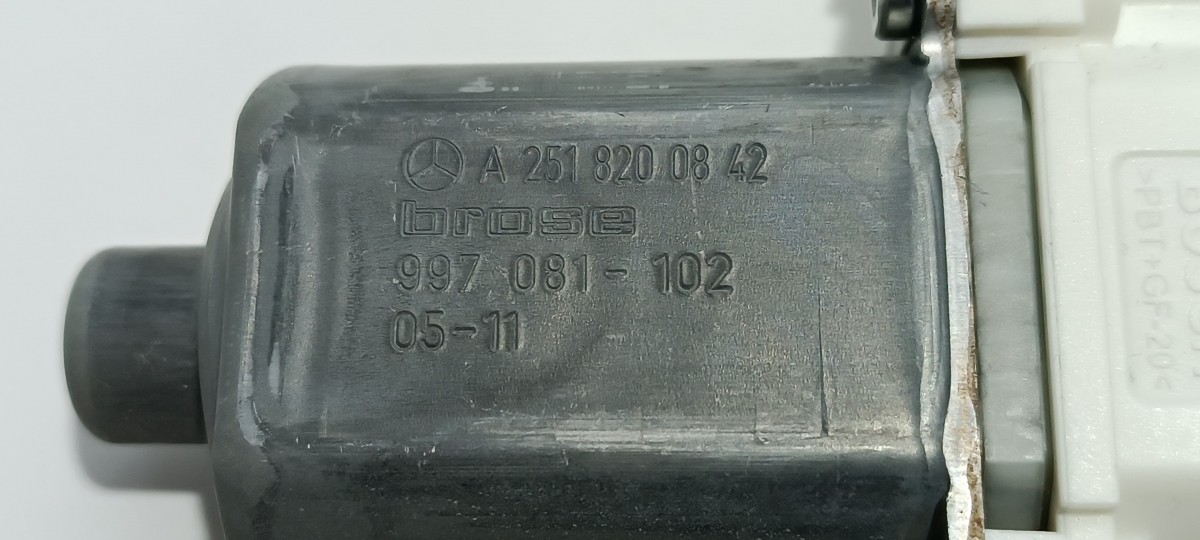 A 251 820 08 42
brose
997 081-102
05-11
>PBT+GF-20<